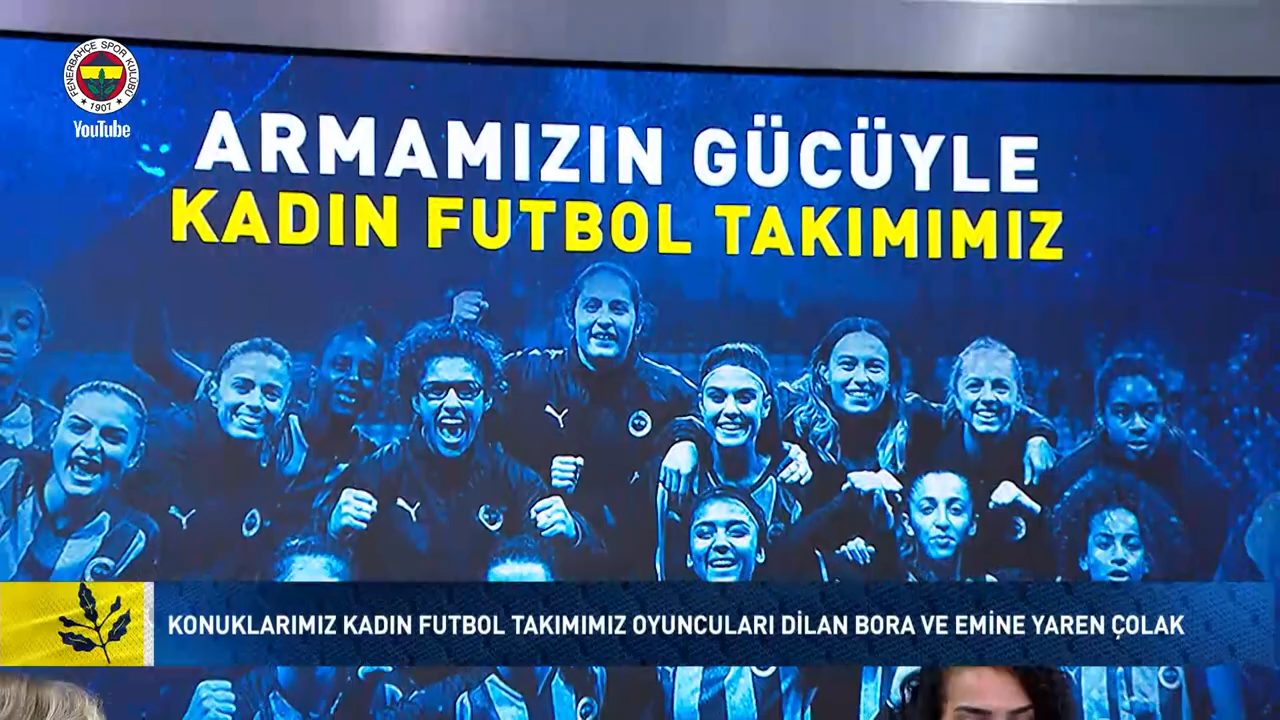 FENERBAHÇE SPOR KULÜBÜ
1907
YouTube
ARMAMIZIN GÜCÜYLE
KADIN FUTBOL TAKIMIMIZ
KONUKLARIMIZ KADIN FUTBOL TAKIMIMIZ OYUNCULARI DİLAN BORA VE EMİNE YAREN ÇOLAK